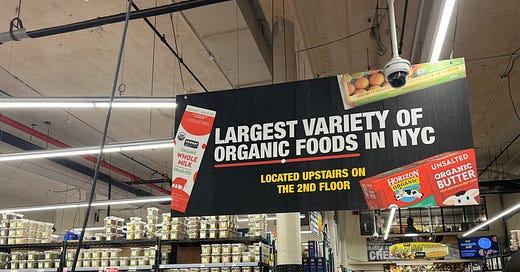 LARGEST VARIETY OF
ORGANIC FOODS IN NYC
LOCATED UPSTAIRS ON
THE 2ND FLOOR
ORGANIC
WHOLE
MILK
HORIZON
ORGANIC
UNSALTED
ORGANIC
BUTTER